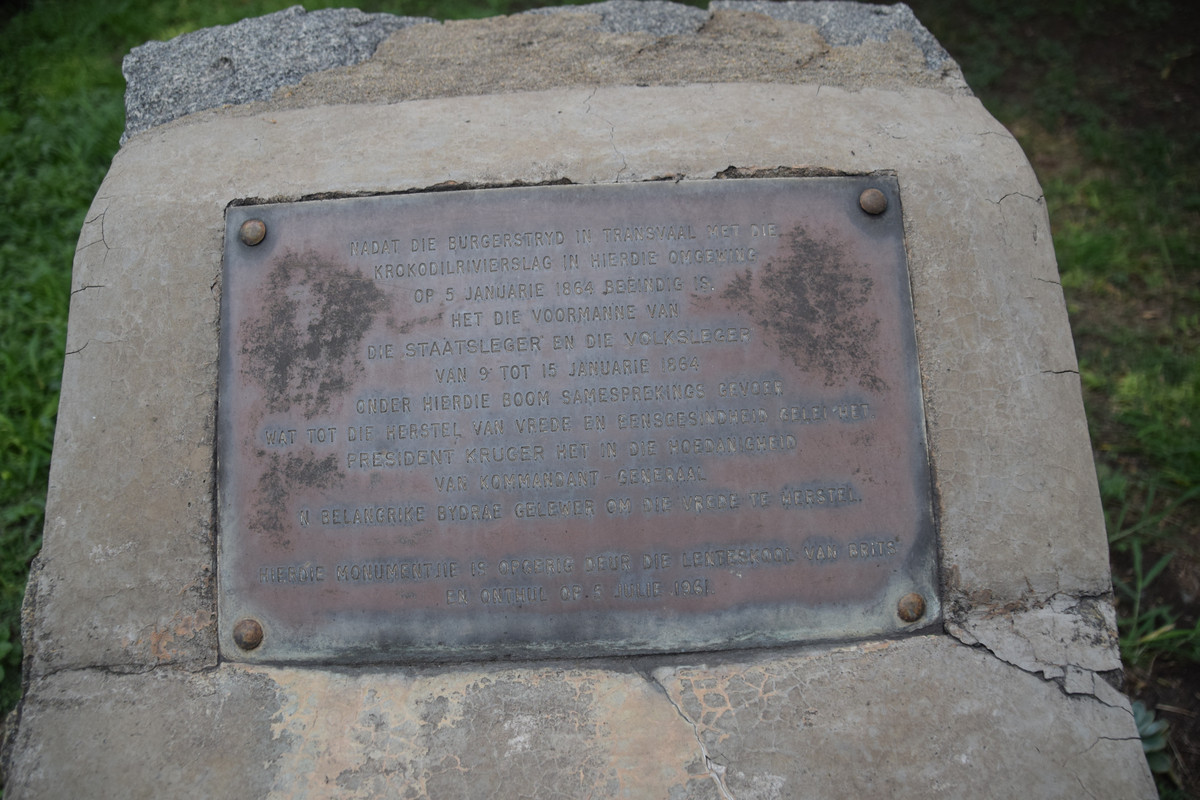 NADAT DIE BURGERSTRYD IN TRANSVAAL MET DIE
KROKODILRIVIERSLAG IN HIERDIE OMGEWING
OP 5 JANUARIE 1864 BEEINDIG IS,
HET DIE VOORMANNE VAN
DIE STAATSLEGER EN DIE VOLKSLEGER
VAN 9 TOT 15 JANUARIE 1864
ONDER HIERDIE BOOM SAMESPREKINGS GEVOER
WAT TOT DIE HERSTEL VAN VREDE EN EENSGESINDHEID GELEI HET.
PRESIDENT KRUGER HET IN DIE HOEDANIGHEID
VAN KOMMANDANT-GENERAAL
'N BELANGRIKE BYDRAE GELEWER OM DIE VREDE TE HERSTEL.
HIERDIE MONUMENTJIE IS OPGERIG DEUR DIE LENTESKOOL VAN BRITS
EN ONTHUL OP JULIE 1961.